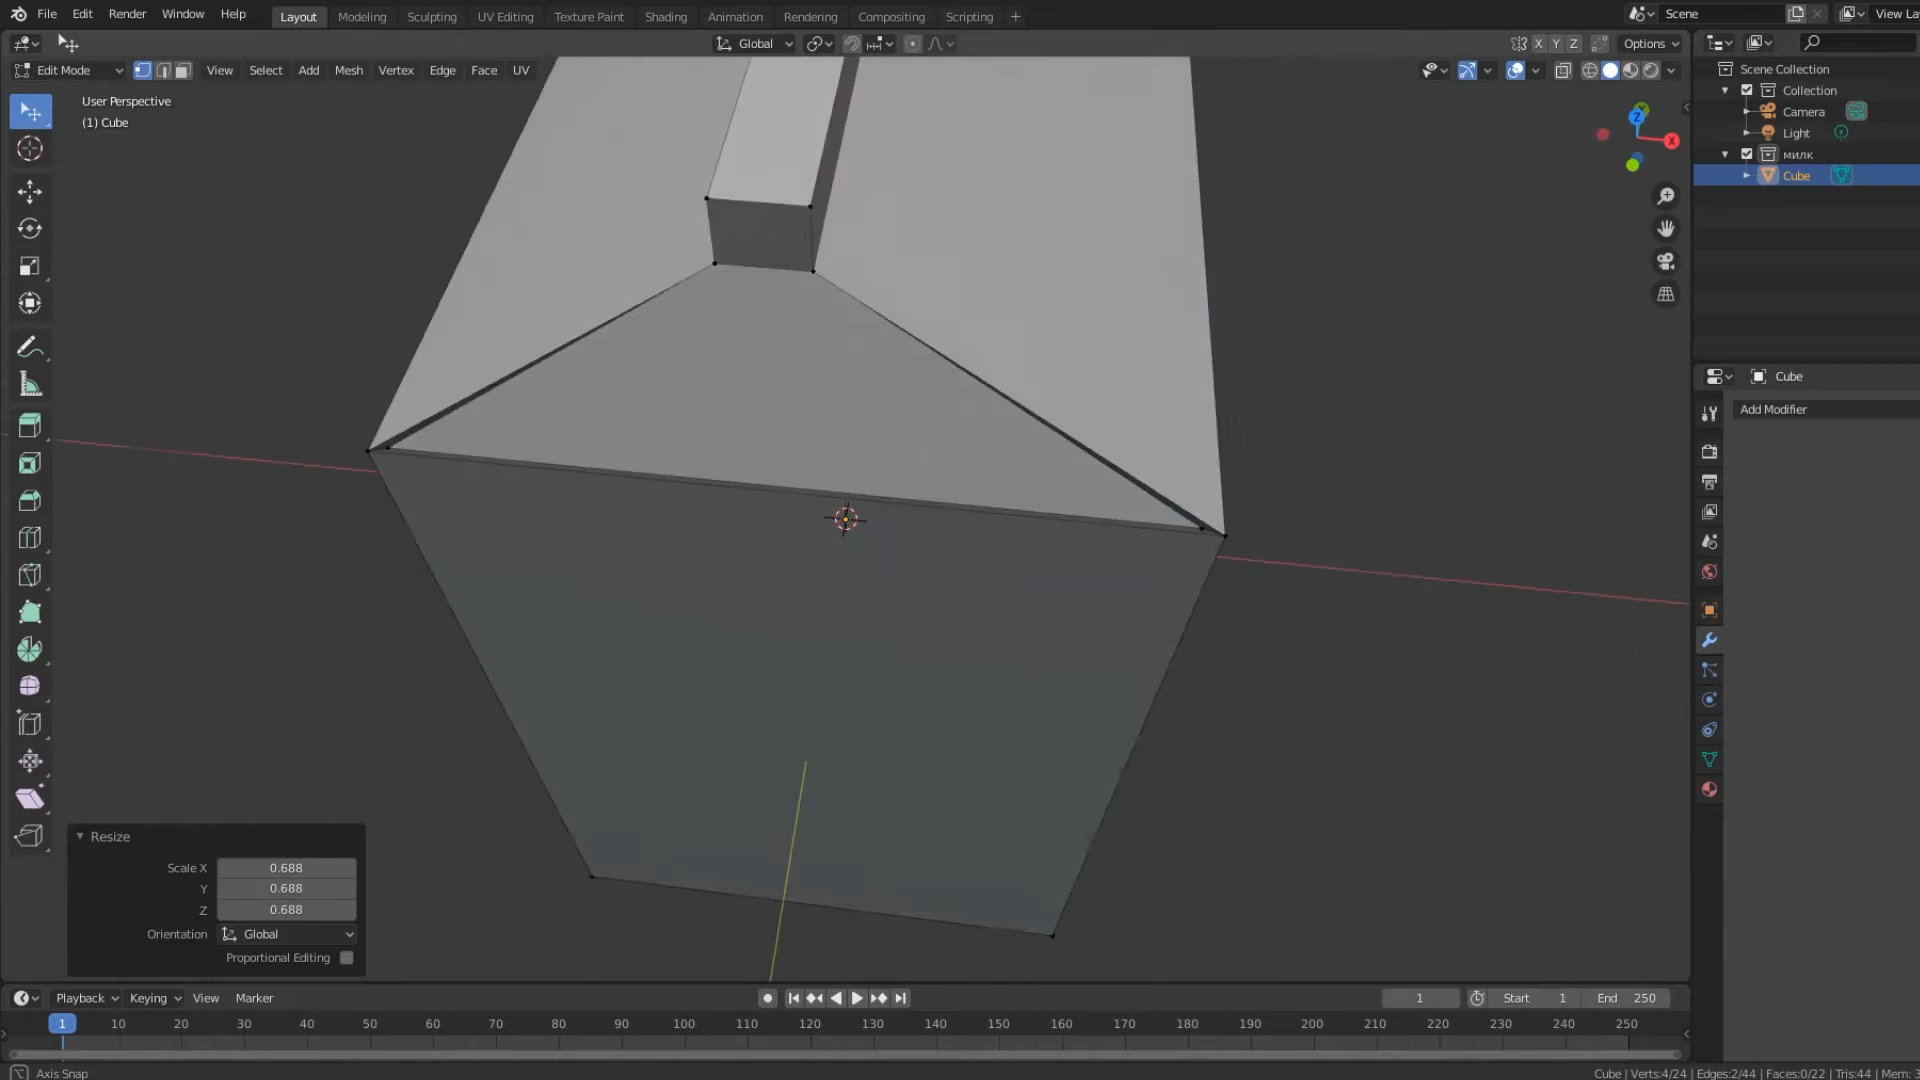 File Edit Render Window Help Layout Modeling Sculpting UV Editing Texture Paint Shading Animation Rendering Compositing Scripting + Scene View La
Global X Y Z Options
Edit Mode View Select Add Mesh Vertex Edge Face UV
User Perspective
(1) Cube
Z
X
Scene Collection
Collection
Camera
Light
милк
Cube
Cube
Add Modifier
Resize
Scale X 0.688
Y 0.688
Z 0.688
Orientation Global
Proportional Editing
Playback Keying View Marker 1 Start 1 End 250
1 10 20 30 40 50 60 70 80 90 100 110 120 130 140 150 160 170 180 190 200 210 220 230 240 250
Axis Snap Cube | Verts:4/24 | Edges:2/44 | Faces:0/22 | Tris:44 | Mem: 3